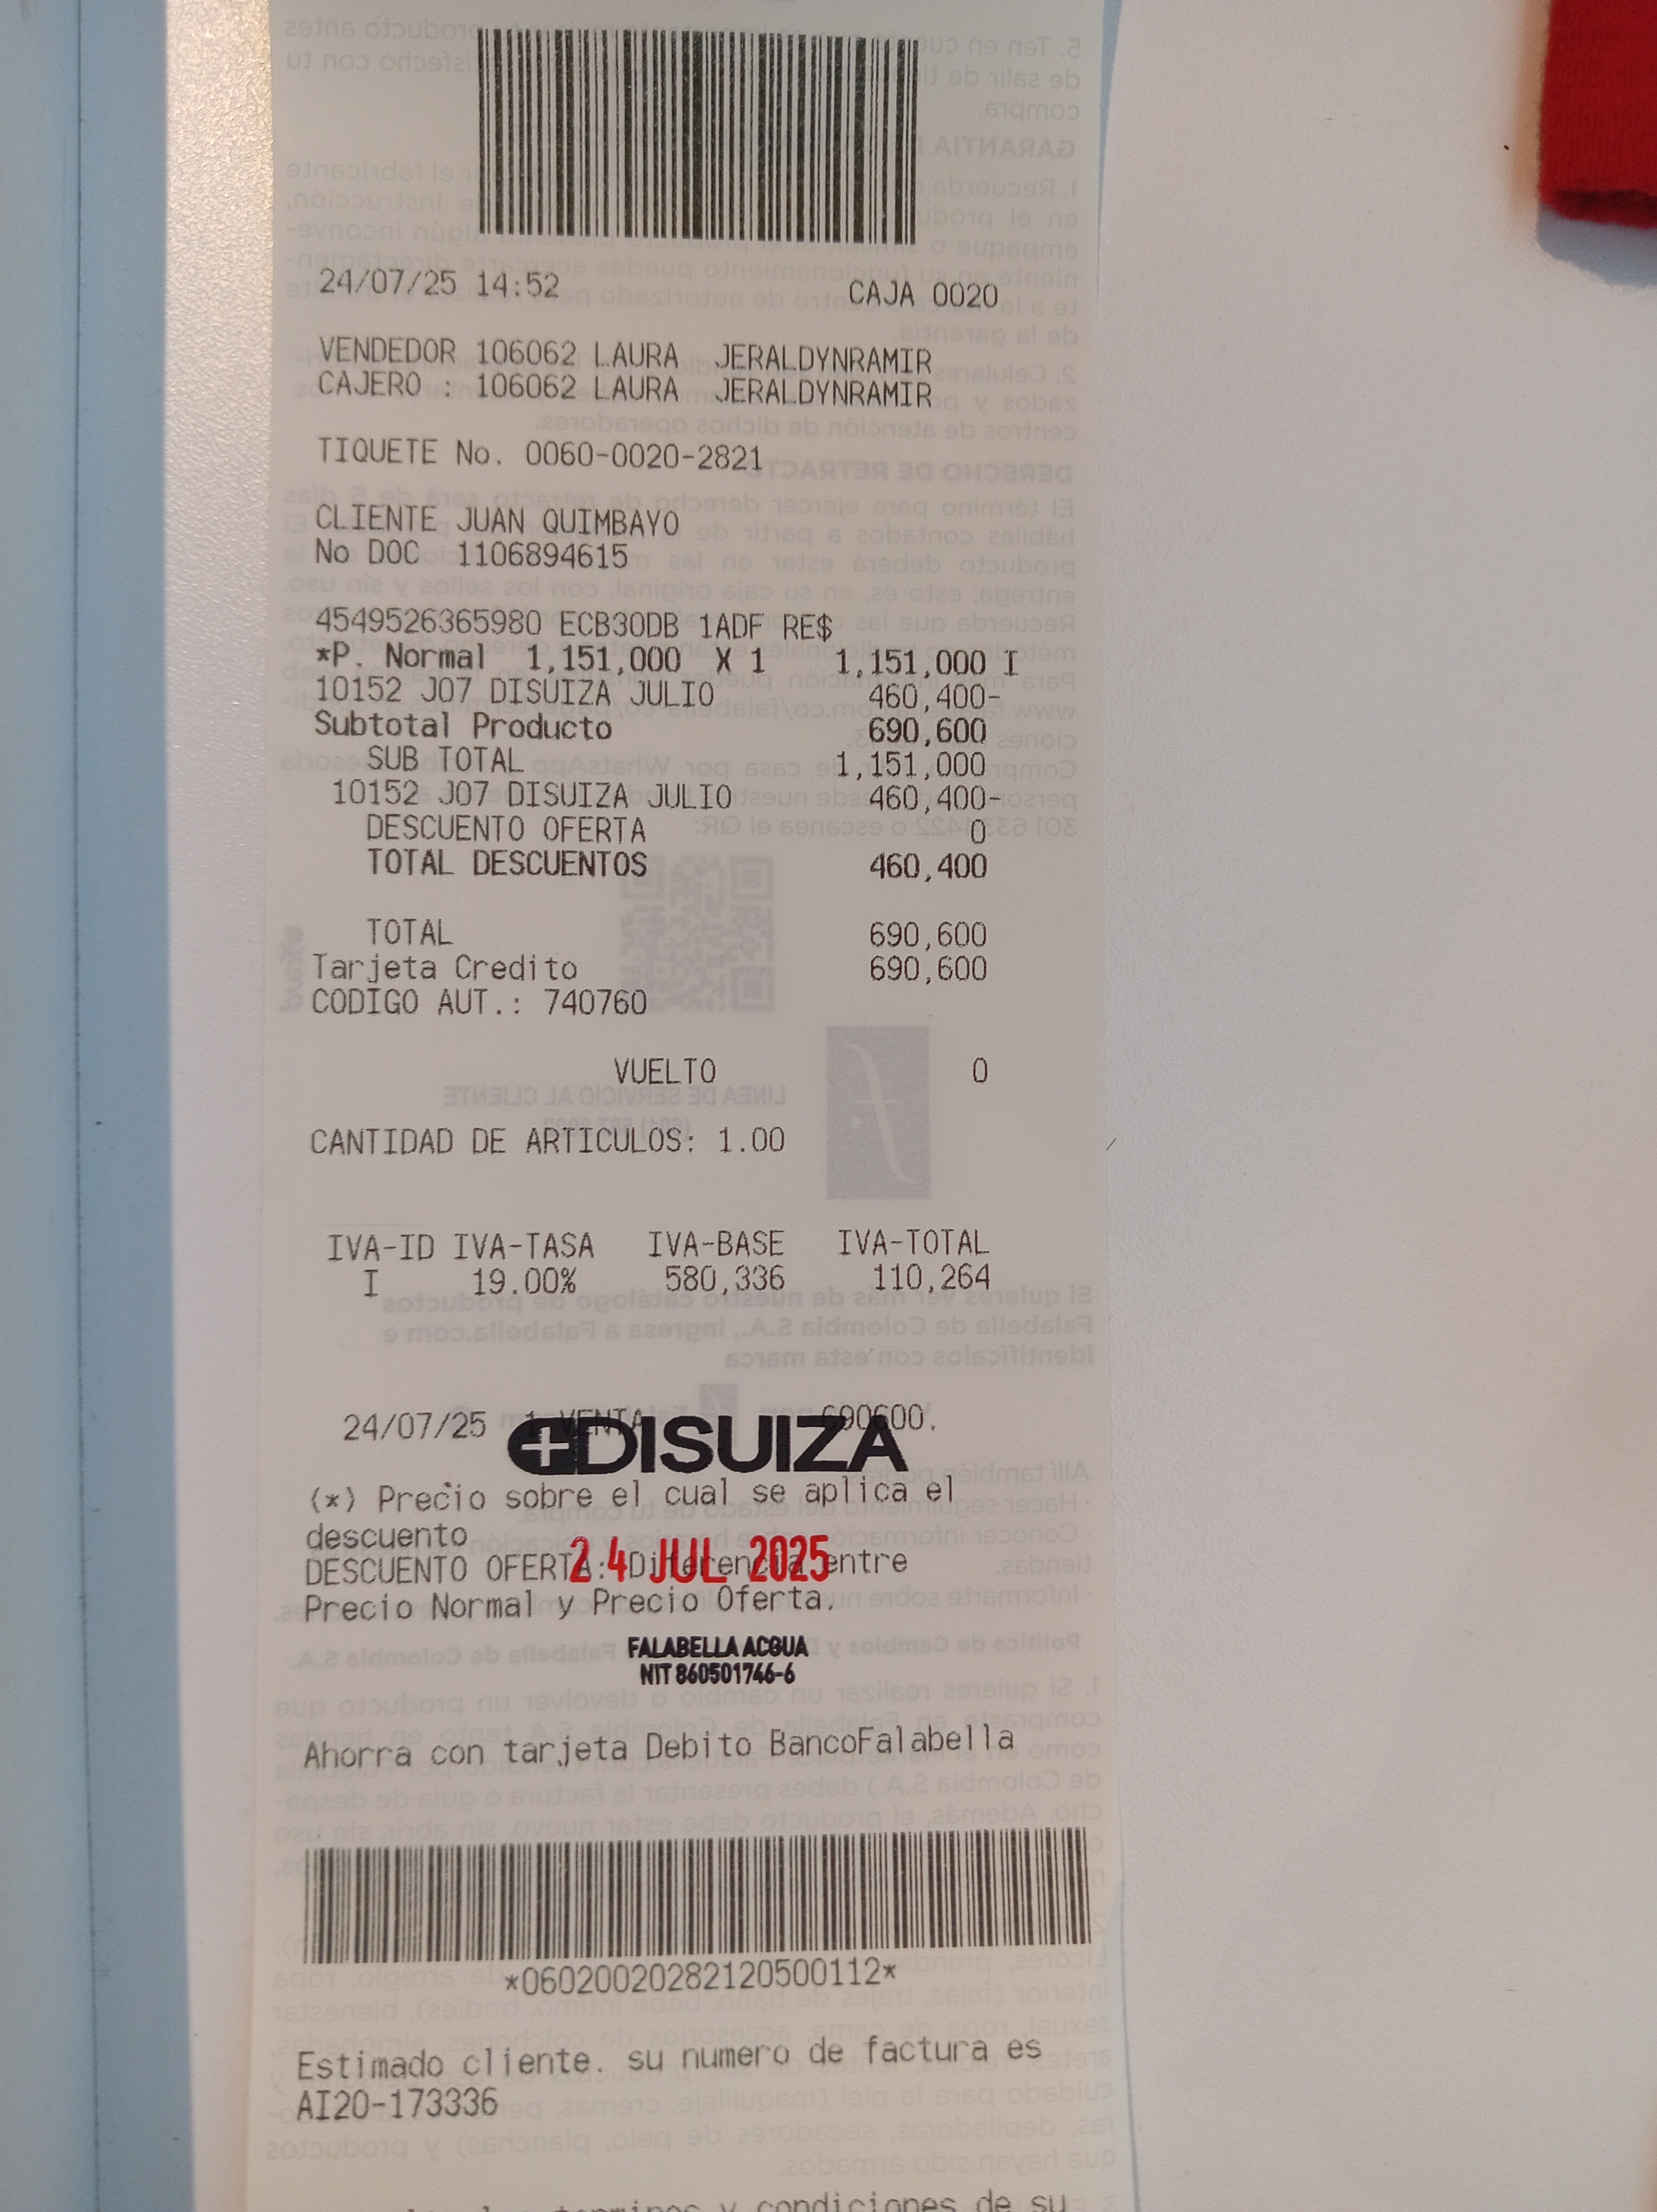 24/07/25 14:52 CAJA 0020
VENDEDOR 106062 LAURA JERALDYNRAMIR
CAJERO : 106062 LAURA JERALDYNRAMIR
TIQUETE No. 0060-0020-2821
CLIENTE JUAN QUIMBAYO
No DOC 1106894615
4549526365980 ECB30DB 1ADF RE$
*P. Normal 1,151,000 X 1 1,151,000 I
10152 J07 DISUIZA JULIO 460,400-
Subtotal Producto 690,600
SUB TOTAL 1,151,000
10152 J07 DISUIZA JULIO 460,400-
DESCUENTO OFERTA 0
TOTAL DESCUENTOS 460,400
TOTAL 690,600
Tarjeta Credito 690,600
CODIGO AUT.: 740760
VUELTO 0
CANTIDAD DE ARTICULOS: 1.00
IVA-ID IVA-TASA IVA-BASE IVA-TOTAL
I 19.00% 580,336 110,264
24/07/25 1 VENTA 690600.
DISUIZA
(*) Precio sobre el cual se aplica el
descuento
24 JUL 2025
DESCUENTO OFERTA: Diferencia entre
Precio Normal y Precio Oferta.
FALABELLA ACQUA
NIT 860501746-6
Ahorra con tarjeta Debito BancoFalabella
*06020020282120500112*
Estimado cliente. su numero de factura es
AI20-173336
terminos y condiciones de su